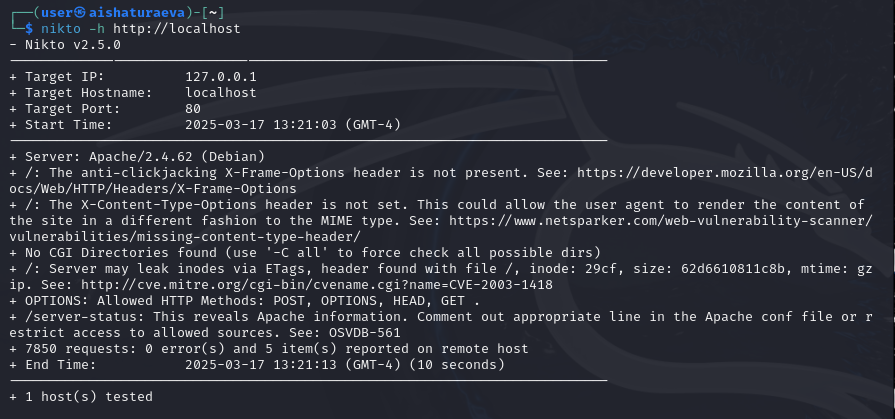 ┌──(user㉿aishaturaeva)-[~]
└─$ nikto -h http://localhost
- Nikto v2.5.0
---------------------------------------------------------------------------
+ Target IP:          127.0.0.1
+ Target Hostname:    localhost
+ Target Port:        80
+ Start Time:         2025-03-17 13:21:03 (GMT-4)
---------------------------------------------------------------------------
+ Server: Apache/2.4.62 (Debian)
+ /: The anti-clickjacking X-Frame-Options header is not present. See: https://developer.mozilla.org/en-US/d
ocs/Web/HTTP/Headers/X-Frame-Options
+ /: The X-Content-Type-Options header is not set. This could allow the user agent to render the content of
the site in a different fashion to the MIME type. See: https://www.netsparker.com/web-vulnerability-scanner/
vulnerabilities/missing-content-type-header/
+ No CGI Directories found (use '-C all' to force check all possible dirs)
+ /: Server may leak inodes via ETags, header found with file /, inode: 29cf, size: 62d6610811c8b, mtime: gz
ip. See: http://cve.mitre.org/cgi-bin/cvename.cgi?name=CVE-2003-1418
+ OPTIONS: Allowed HTTP Methods: POST, OPTIONS, HEAD, GET .
+ /server-status: This reveals Apache information. Comment out appropriate line in the Apache conf file or r
estrict access to allowed sources. See: OSVDB-561
+ 7850 requests: 0 error(s) and 5 item(s) reported on remote host
+ End Time:           2025-03-17 13:21:13 (GMT-4) (10 seconds)
---------------------------------------------------------------------------
+ 1 host(s) tested